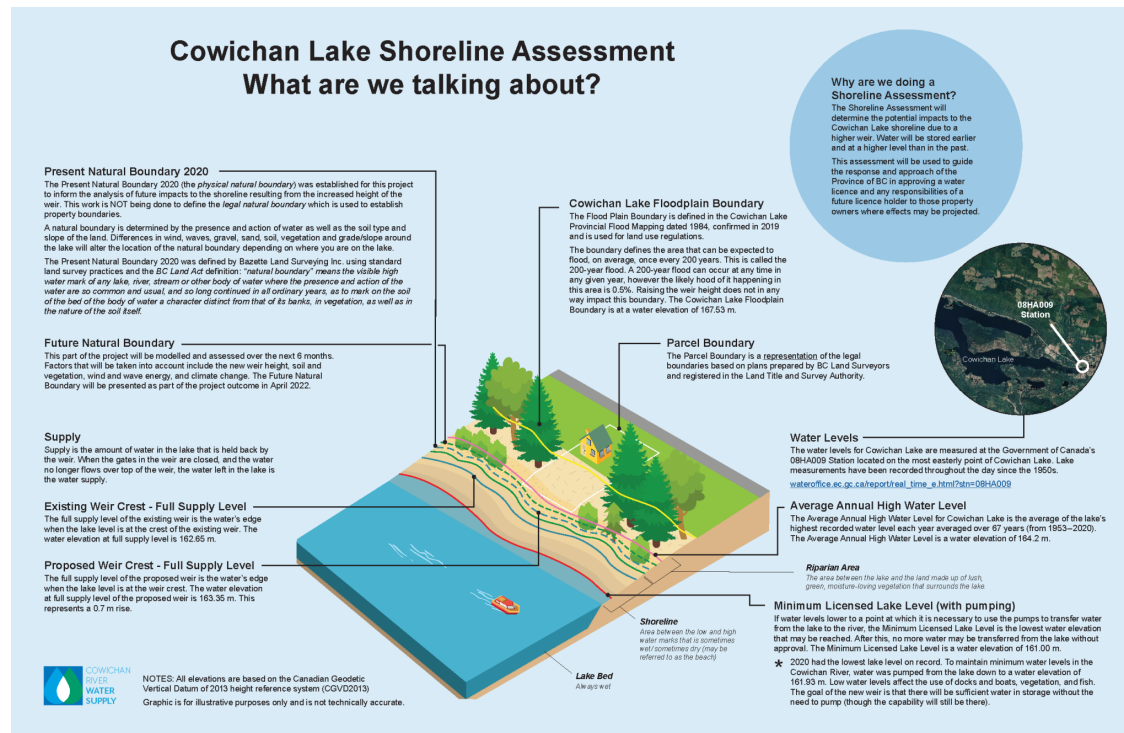 Cowichan Lake Shoreline Assessment
What are we talking about?
Why are we doing a
Shoreline Assessment?
The Shoreline Assessment will
determine the potential impacts to the
Cowichan Lake shoreline due to a
higher weir. Water will be stored earlier
and at a higher level than in the past.
This assessment will be used to guide
the response and approach of the
Province of BC in approving a water
licence and any responsibilities of a
future licence holder to those property
owners where effects may be projected.
Present Natural Boundary 2020
The Present Natural Boundary 2020 (the physical natural boundary) was established for this project
to inform the analysis of future impacts to the shoreline resulting from the increased height of the
weir. This work is NOT being done to define the legal natural boundary which is used to establish
property boundaries.
A natural boundary is determined by the presence and action of water as well as the soil type and
slope of the land. Differences in wind, waves, gravel, sand, soil, vegetation and grade/slope around
the lake will alter the location of the natural boundary depending on where you are on the lake.
The Present Natural Boundary 2020 was defined by Bazette Land Surveying Inc. using standard
land survey practices and the BC Land Act definition: “natural boundary” means the visible high
water mark of any lake, river, stream or other body of water where the presence and action of the
water are so common and usual, and so long continued in all ordinary years, as to mark on the soil
of the bed of the body of water a character distinct from that of its banks, in vegetation, as well as in
the nature of the soil itself.
Cowichan Lake Floodplain Boundary
The Flood Plain Boundary is defined in the Cowichan Lake
Provincial Flood Mapping dated 1984, confirmed in 2019
and is used for land use regulations.
The boundary defines the area that can be expected to
flood, on average, once every 200 years. This is called the
200-year flood. A 200-year flood can occur at any time in
any given year, however the likely hood of it happening in
this area is 0.5%. Raising the weir height does not in any
way impact this boundary. The Cowichan Lake Floodplain
Boundary is at a water elevation of 167.53 m.
08HA009
Station
Cowichan Lake
Future Natural Boundary
This part of the project will be modelled and assessed over the next 6 months.
Factors that will be taken into account include the new weir height, soil and
vegetation, wind and wave energy, and climate change. The Future Natural
Boundary will be presented as part of the project outcome in April 2022.
Parcel Boundary
The Parcel Boundary is a representation of the legal
boundaries based on plans prepared by BC Land Surveyors
and registered in the Land Title and Survey Authority.
Supply
Supply is the amount of water in the lake that is held back by
the weir. When the gates in the weir are closed, and the water
no longer flows over top of the weir, the water left in the lake is
the water supply.
Water Levels
The water levels for Cowichan Lake are measured at the Government of Canada's
08HA009 Station located on the most easterly point of Cowichan Lake. Lake
measurements have been recorded throughout the day since the 1950s.
wateroffice.ec.gc.ca/report/real_time_e.html?stn=08HA009
Existing Weir Crest - Full Supply Level
The full supply level of the existing weir is the water's edge
when the lake level is at the crest of the existing weir. The
water elevation at full supply level is 162.65 m.
Average Annual High Water Level
The Average Annual High Water Level for Cowichan Lake is the average of the lake's
highest recorded water level each year averaged over 67 years (from 1953–2020).
The Average Annual High Water Level is a water elevation of 164.2 m.
Proposed Weir Crest - Full Supply Level
The full supply level of the proposed weir is the water's edge
when the lake level is at the weir crest. The water elevation
at full supply level of the proposed weir is 163.35 m. This
represents a 0.7 m rise.
Riparian Area
The area between the lake and the land made up of lush,
green, moisture-loving vegetation that surrounds the lake.
Minimum Licensed Lake Level (with pumping)
If water levels lower to a point at which it is necessary to use the pumps to transfer water
from the lake to the river, the Minimum Licensed Lake Level is the lowest water elevation
that may be reached. After this, no more water may be transferred from the lake without
approval. The Minimum Licensed Lake Level is a water elevation of 161.00 m.
* 2020 had the lowest lake level on record. To maintain minimum water levels in the
Cowichan River, water was pumped from the lake down to a water elevation of
161.93 m. Low water levels affect the use of docks and boats, vegetation, and fish.
The goal of the new weir is that there will be sufficient water in storage without the
need to pump (though the capability will still be there).
Shoreline
Area between the low and high
water marks that is sometimes
wet/sometimes dry (may be
referred to as the beach)
Lake Bed
Always wet
COWICHAN
RIVER
WATER
SUPPLY
NOTES: All elevations are based on the Canadian Geodetic
Vertical Datum of 2013 height reference system (CGVD2013)
Graphic is for illustrative purposes only and is not technically accurate.